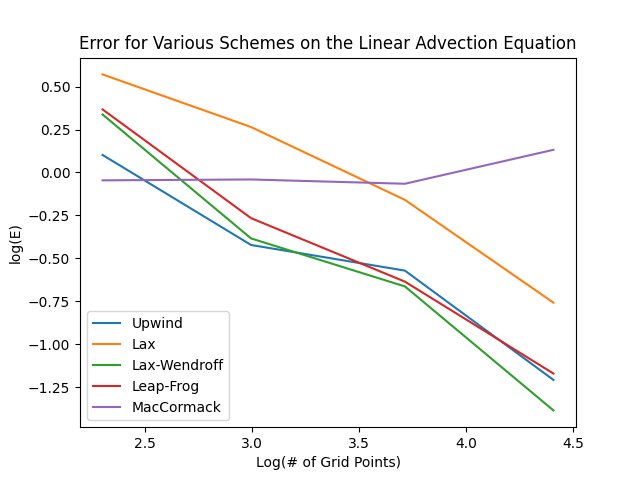 Error for Various Schemes on the Linear Advection Equation
0.50
0.25
0.00
−0.25
−0.50
−0.75
−1.00
−1.25
log(E)
Upwind
Lax
Lax-Wendroff
Leap-Frog
MacCormack
2.5
3.0
3.5
4.0
4.5
Log(# of Grid Points)